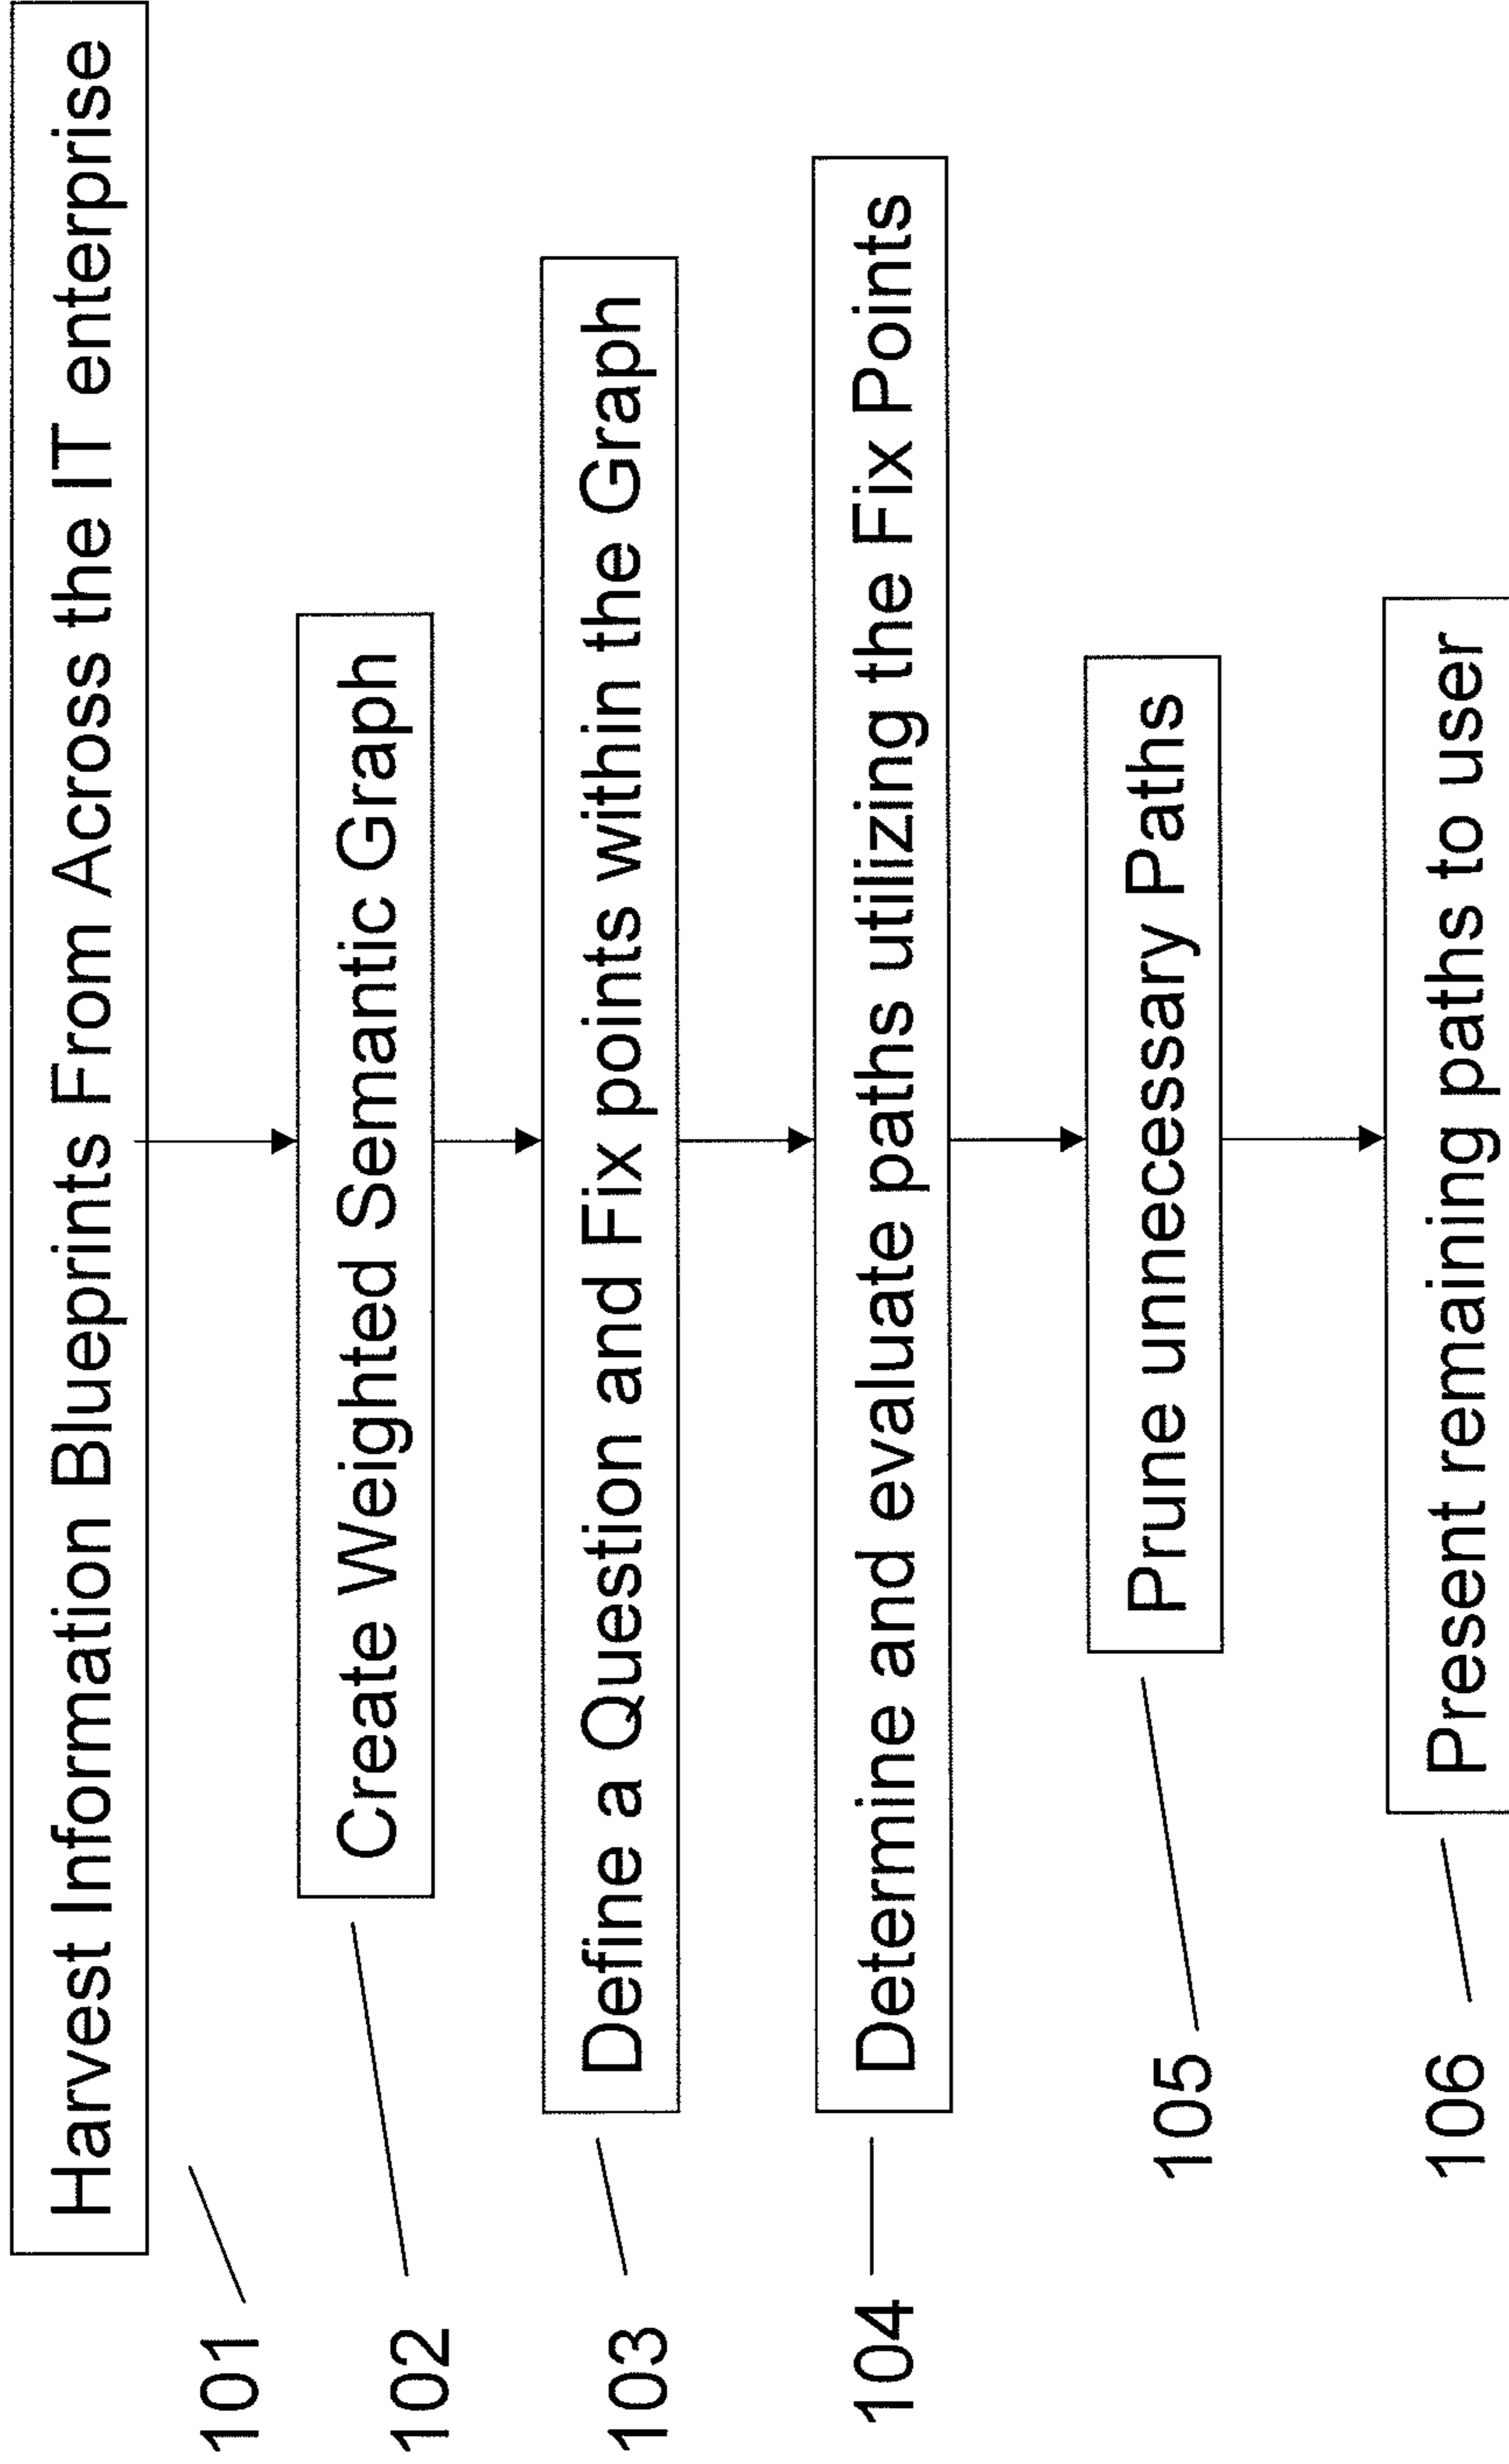 Harvest Information Blueprints From Across the IT enterprise
101
Create Weighted Semantic Graph
102
Define a Question and Fix points within the Graph
103
Determine and evaluate paths utilizing the Fix Points
104
Prune unnecessary Paths
105
Present remaining paths to user
106